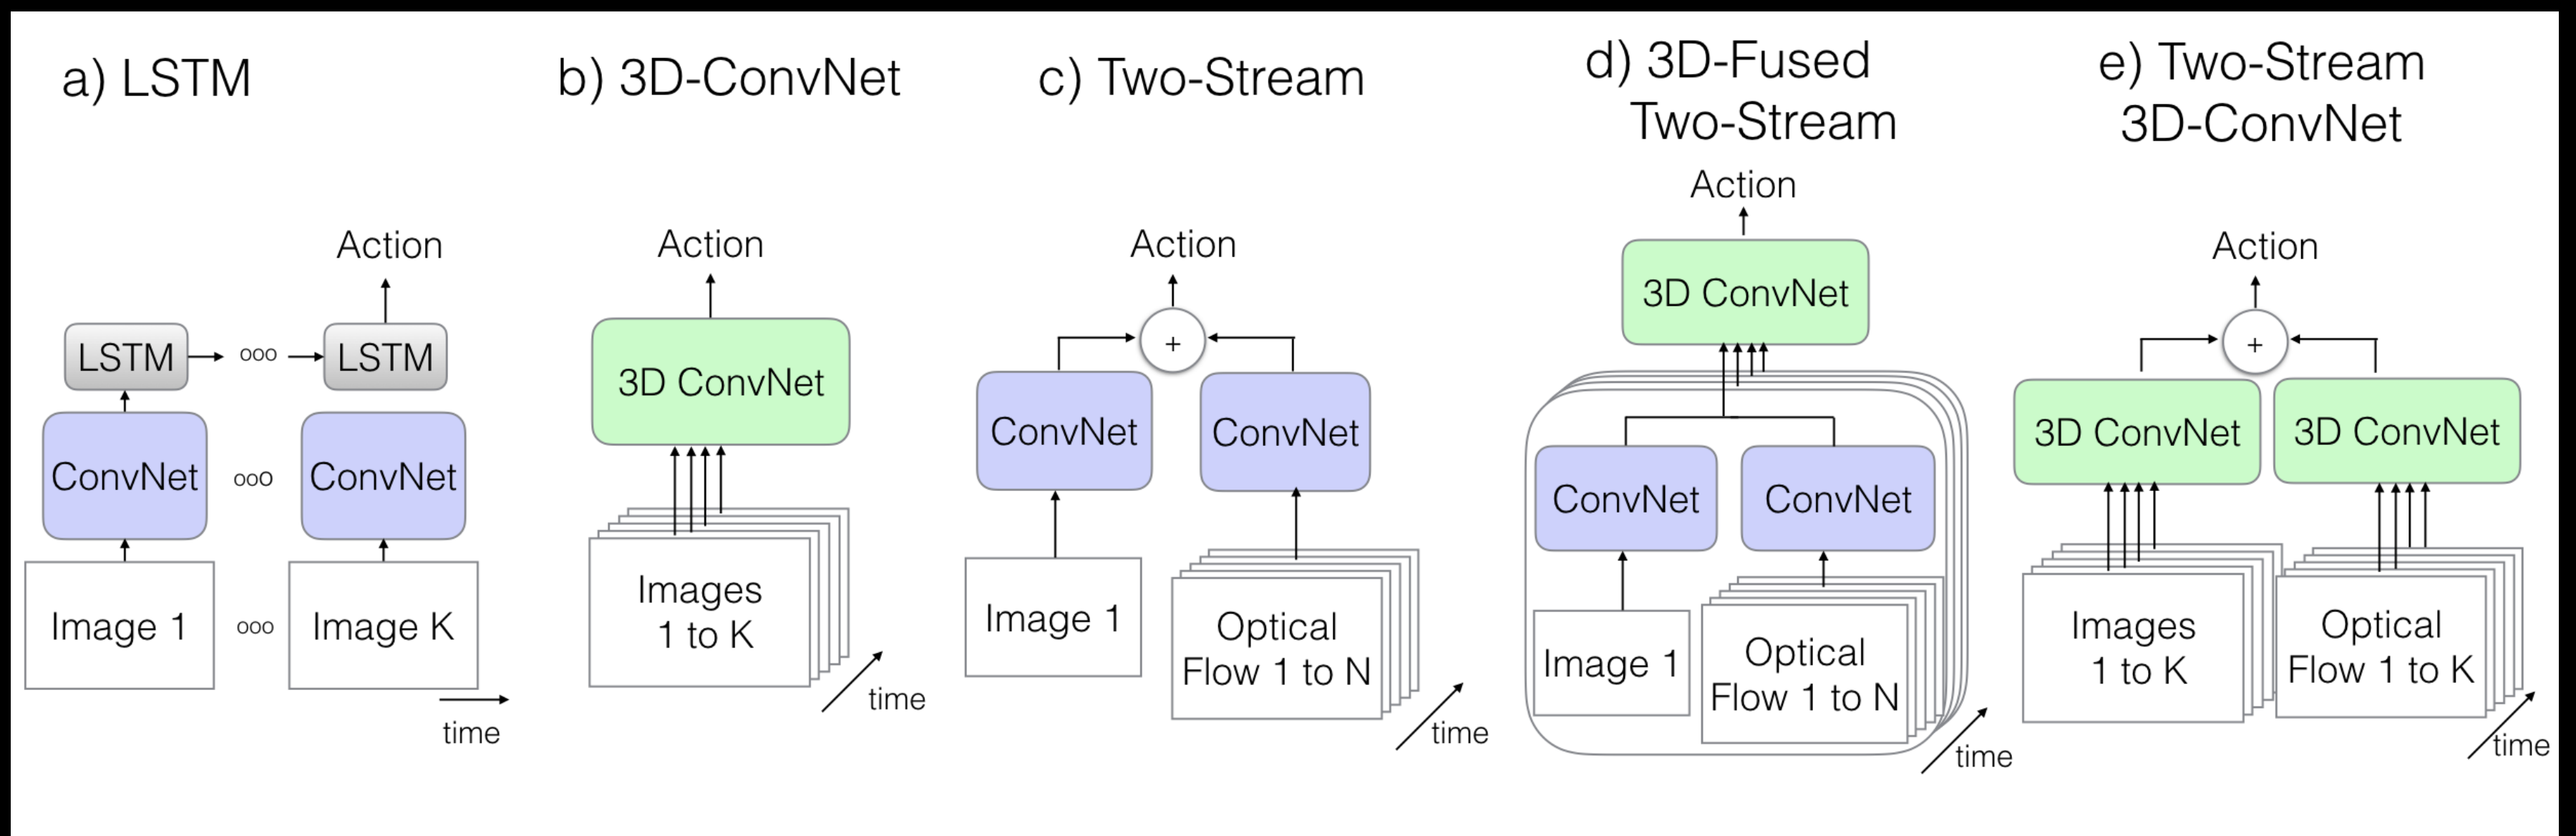 a) LSTM
Action
LSTM
ooo
LSTM
ConvNet
ooo
ConvNet
Image 1
ooo
Image K
time
b) 3D-ConvNet
Action
3D ConvNet
Images
1 to K
time
c) Two-Stream
Action
+
ConvNet
ConvNet
Image 1
Optical
Flow 1 to N
time
d) 3D-Fused
Two-Stream
Action
3D ConvNet
ConvNet
ConvNet
Image 1
Optical
Flow 1 to N
time
e) Two-Stream
3D-ConvNet
Action
+
3D ConvNet
3D ConvNet
Images
1 to K
Optical
Flow 1 to K
time